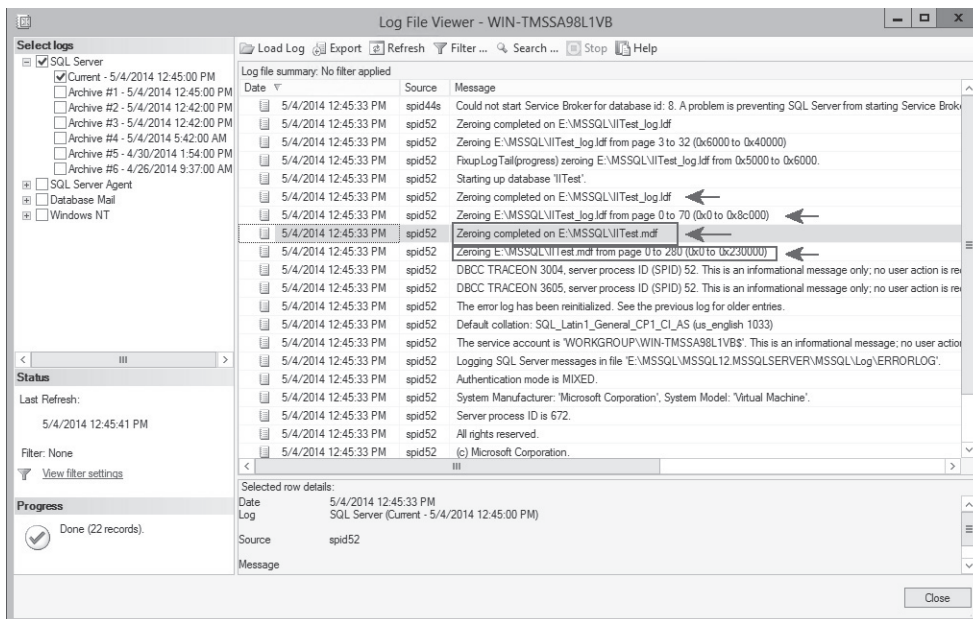 Log File Viewer - WIN-TMSSA98L1VB
Select logs
SQL Server
Current - 5/4/2014 12:45:00 PM
Archive #1 - 5/4/2014 12:45:00 PM
Archive #2 - 5/4/2014 12:42:00 PM
Archive #3 - 5/4/2014 12:42:00 PM
Archive #4 - 5/4/2014 5:42:00 AM
Archive #5 - 4/30/2014 1:54:00 PM
Archive #6 - 4/26/2014 9:37:00 AM
SQL Server Agent
Database Mail
Windows NT
Status
Last Refresh:
5/4/2014 12:45:41 PM
Filter: None
View filter settings
Progress
Done (22 records).
Load Log Export Refresh Filter ... Search ... Stop Help
Log file summary: No filter applied
Date Source Message
5/4/2014 12:45:33 PM spid44s Could not start Service Broker for database id: 8. A problem is preventing SQL Server from starting Service Brok
5/4/2014 12:45:33 PM spid52 Zeroing completed on E:\MSSQL\IITest_log.ldf
5/4/2014 12:45:33 PM spid52 Zeroing E:\MSSQL\IITest_log.ldf from page 3 to 32 (0x6000 to 0x40000)
5/4/2014 12:45:33 PM spid52 FixupLogTail(progress) zeroing E:\MSSQL\IITest_log.ldf from 0x5000 to 0x6000.
5/4/2014 12:45:33 PM spid52 Starting up database 'IITest'.
5/4/2014 12:45:33 PM spid52 Zeroing completed on E:\MSSQL\IITest_log.ldf
5/4/2014 12:45:33 PM spid52 Zeroing E:\MSSQL\IITest_log.ldf from page 0 to 70 (0x0 to 0x8c000)
5/4/2014 12:45:33 PM spid52 Zeroing completed on E:\MSSQL\IITest.mdf
5/4/2014 12:45:33 PM spid52 Zeroing E:\MSSQL\IITest.mdf from page 0 to 280 (0x0 to 0x230000)
5/4/2014 12:45:33 PM spid52 DBCC TRACEON 3004, server process ID (SPID) 52. This is an informational message only; no user action is re
5/4/2014 12:45:33 PM spid52 DBCC TRACEON 3605, server process ID (SPID) 52. This is an informational message only; no user action is re
5/4/2014 12:45:33 PM spid52 The error log has been reinitialized. See the previous log for older entries.
5/4/2014 12:45:33 PM spid52 Default collation: SQL_Latin1_General_CP1_CI_AS (us_english 1033)
5/4/2014 12:45:33 PM spid52 The service account is 'WORKGROUP\WIN-TMSSA98L1VB$'. This is an informational message; no user action
5/4/2014 12:45:33 PM spid52 Logging SQL Server messages in file 'E:\MSSQL\MSSQL12.MSSQLSERVER\MSSQL\Log\ERRORLOG'.
5/4/2014 12:45:33 PM spid52 Authentication mode is MIXED.
5/4/2014 12:45:33 PM spid52 System Manufacturer: 'Microsoft Corporation', System Model: 'Virtual Machine'.
5/4/2014 12:45:33 PM spid52 Server process ID is 672.
5/4/2014 12:45:33 PM spid52 All rights reserved.
5/4/2014 12:45:33 PM spid52 (c) Microsoft Corporation.
Selected row details:
Date 5/4/2014 12:45:33 PM
Log SQL Server (Current - 5/4/2014 12:45:00 PM)
Source spid52
Message
Close